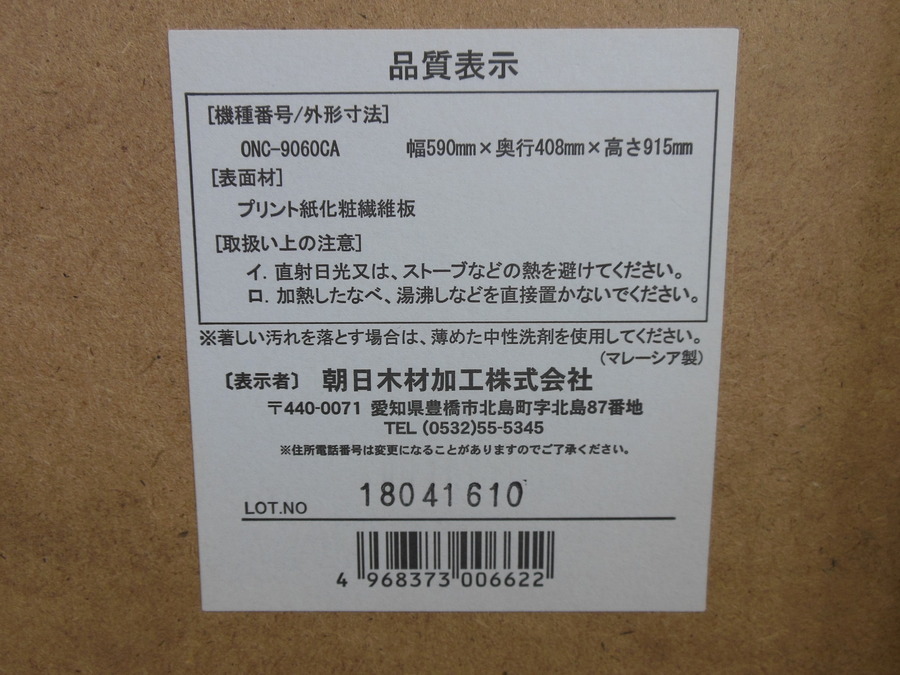 品質表示
[機種番号/外形寸法]
ONC-9060CA 幅590mm×奥行408mm×高さ915mm
[表面材]
プリント紙化粧繊維板
[取扱い上の注意]
イ. 直射日光又は、ストーブなどの熱を避けてください。
ロ. 加熱したなべ、湯沸しなどを直接置かないでください。
※著しい汚れを落とす場合は、薄めた中性洗剤を使用してください。
(マレーシア製)
〔表示者〕 朝日木材加工株式会社
〒440-0071 愛知県豊橋市北島町字北島87番地
TEL (0532)55-5345
※住所電話番号は変更になることがありますのでご了承ください。
LOT.NO 18041610
4 968373 006622